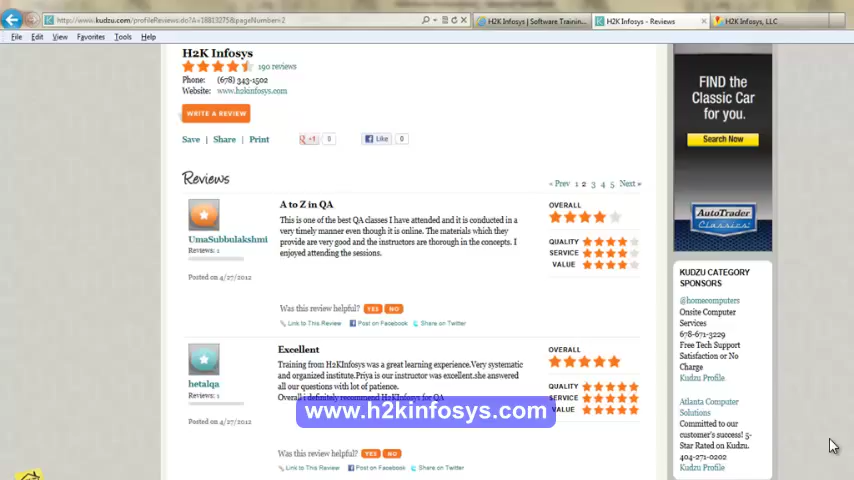 http://www.kudzu.com/profileReviews.do?A=18813275&pageNumber=2
H2K Infosys | Software Trainin...
H2K Infosys - Reviews
H2K Infosys, LLC
File Edit View Favorites Tools Help
H2K Infosys
190 reviews
Phone: (678) 343-1502
Website: www.h2kinfosys.com
WRITE A REVIEW
Save | Share | Print
+1 0
Like 0
Reviews
« Prev 1 2 3 4 5 Next »
UmaSubbulakshmi
Reviews: 1
Posted on 4/27/2012
A to Z in QA
This is one of the best QA classes I have attended and it is conducted in a
very timely manner even though it is online. The materials which they
provide are very good and the instructors are thorough in the concepts. I
enjoyed attending the sessions.
OVERALL
QUALITY
SERVICE
VALUE
Was this review helpful? YES NO
Link to This Review Post on Facebook Share on Twitter
hetalqa
Reviews: 1
Posted on 4/27/2012
Excellent
Training from H2KInfosys was a great learning experience.Very systematic
and organized institute.Priya is our instructor was excellent.she answered
all our questions with lot of patience.
Overall i definitely recommend H2KInfosys for QA
OVERALL
QUALITY
SERVICE
VALUE
www.h2kinfosys.com
Was this review helpful? YES NO
Link to This Review Post on Facebook Share on Twitter
FIND the
Classic Car
for you.
Search Now
AutoTrader
Classics
KUDZU CATEGORY
SPONSORS
@homecomputers
Onsite Computer
Services
678-671-3229
Free Tech Support
Satisfaction or No
Charge
Kudzu Profile
Atlanta Computer
Solutions
Committed to our
customer's success! 5-
Star Rated on Kudzu.
404-271-0202
Kudzu Profile